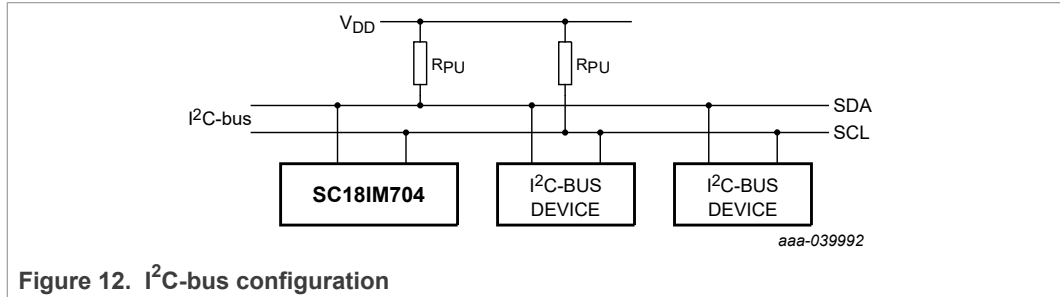 VDD
RPU RPU
SDA
I2C-bus
SCL
SC18IM704
I2C-BUS
DEVICE
I2C-BUS
DEVICE
aaa-039992
Figure 12. I2C-bus configuration